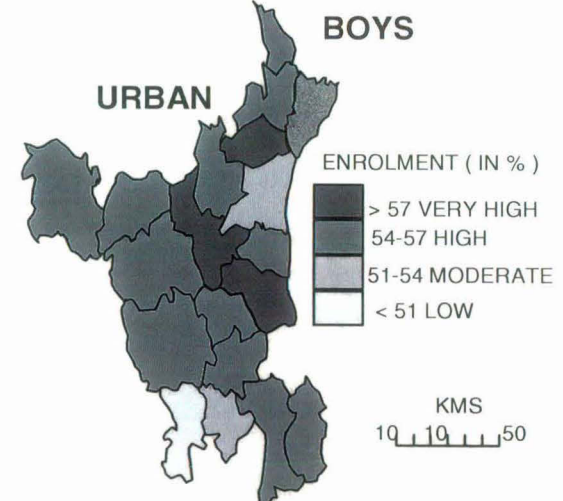 BOYS
URBAN
ENROLMENT ( IN % )
> 57 VERY HIGH
54-57 HIGH
51-54 MODERATE
< 51 LOW
KMS
10 10 50